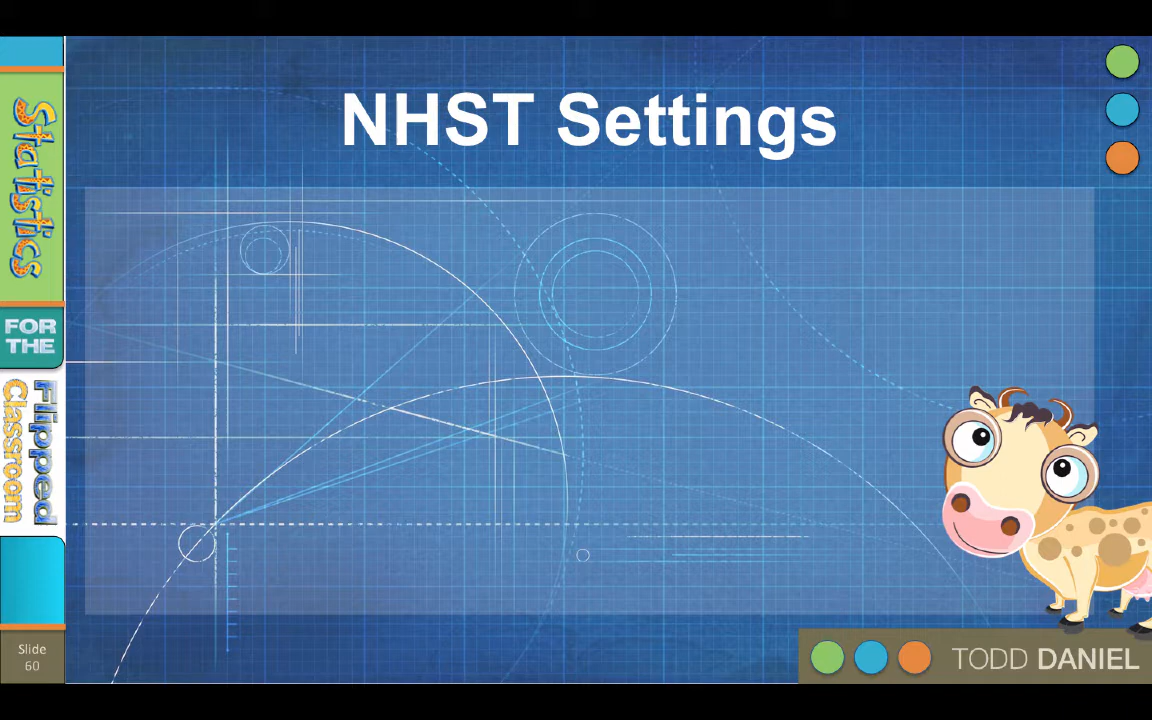 NHST Settings
Statistics
FOR
THE
Flipped
Classroom
Slide
60
TODD DANIEL